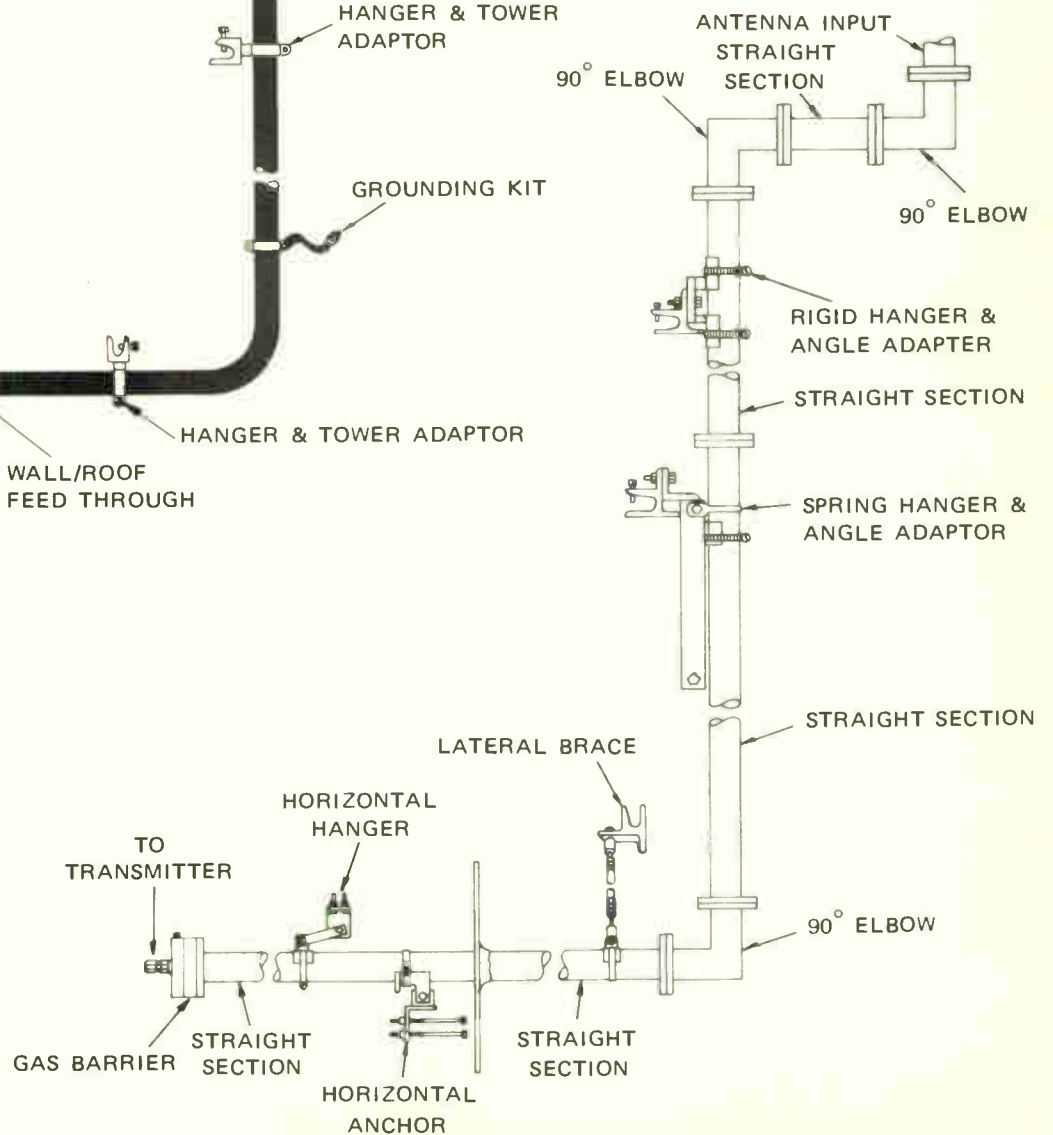 HANGER & TOWER
ADAPTOR
GROUNDING KIT
HANGER & TOWER ADAPTOR
WALL/ROOF
FEED THROUGH
ANTENNA INPUT
STRAIGHT
SECTION
90° ELBOW
90° ELBOW
RIGID HANGER &
ANGLE ADAPTER
STRAIGHT SECTION
SPRING HANGER &
ANGLE ADAPTOR
STRAIGHT SECTION
LATERAL BRACE
HORIZONTAL
HANGER
TO
TRANSMITTER
90° ELBOW
GAS BARRIER
STRAIGHT
SECTION
HORIZONTAL
ANCHOR
STRAIGHT
SECTION